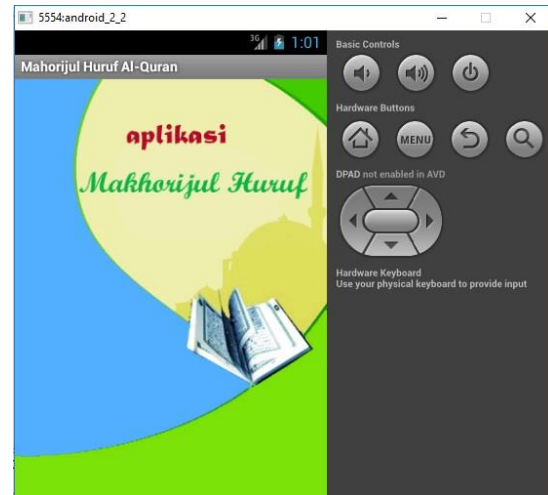 5554:android_2_2
3G 1:01
Mahorijul Huruf Al-Quran
aplikasi
Makhorijul Huruf
Basic Controls
Hardware Buttons
MENU
DPAD not enabled in AVD
Hardware Keyboard
Use your physical keyboard to provide input